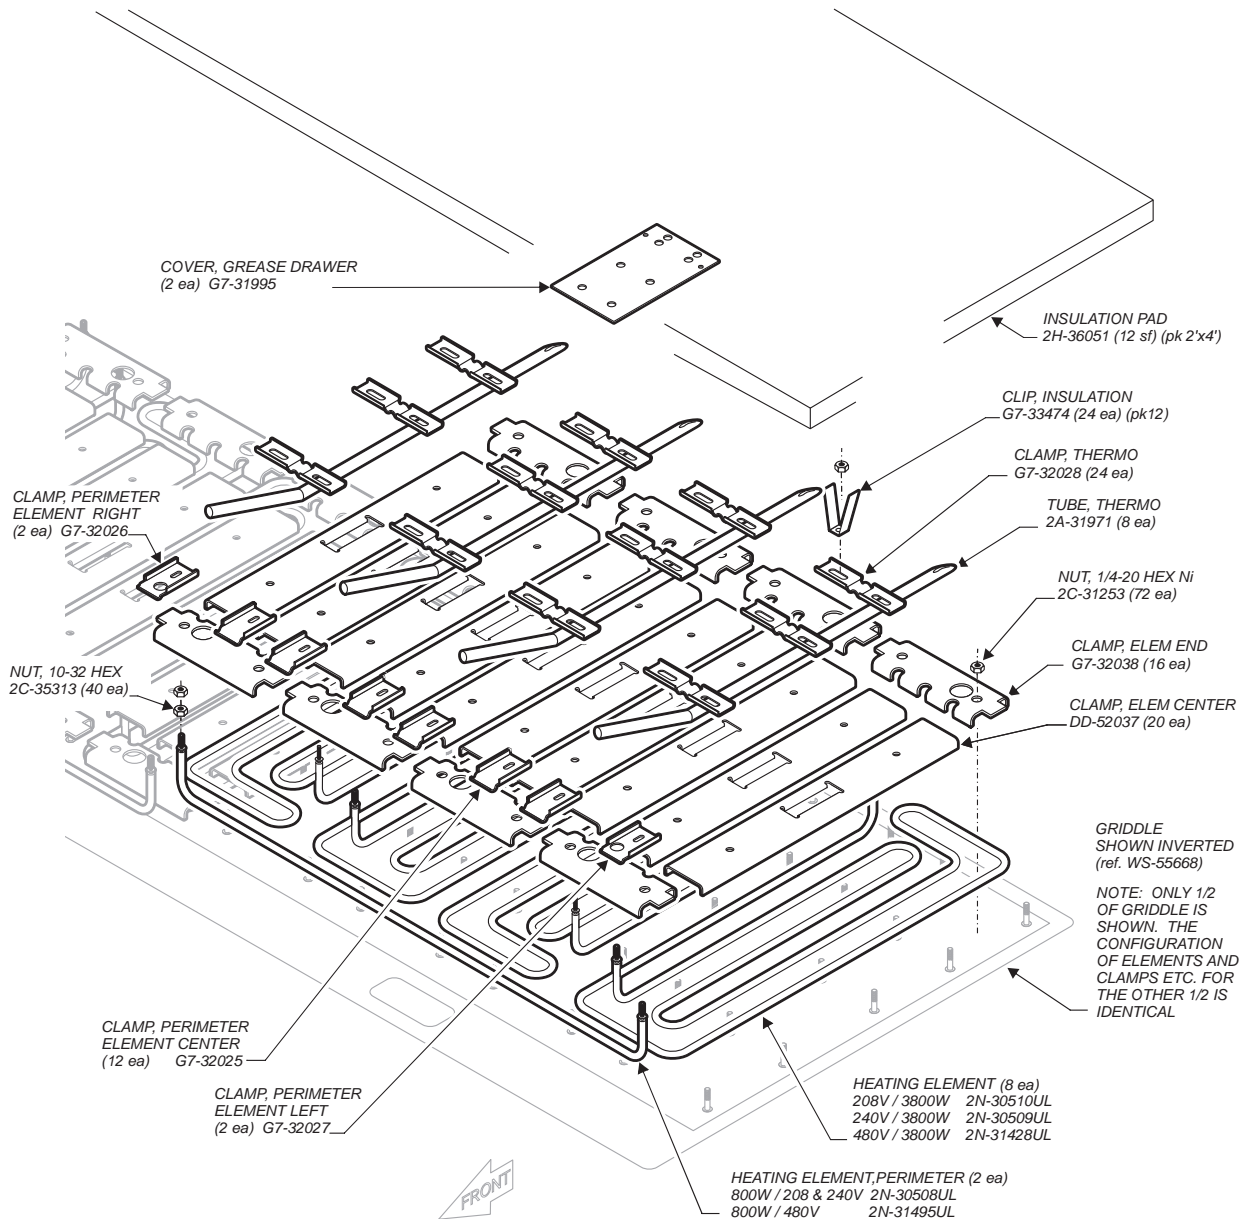 COVER, GREASE DRAWER
(2 ea) G7-31995
INSULATION PAD
2H-36051 (12 sf) (pk 2'x4')
CLIP, INSULATION
G7-33474 (24 ea) (pk12)
CLAMP, THERMO
G7-32028 (24 ea)
TUBE, THERMO
2A-31971 (8 ea)
NUT, 1/4-20 HEX Ni
2C-31253 (72 ea)
CLAMP, ELEM END
G7-32038 (16 ea)
CLAMP, ELEM CENTER
DD-52037 (20 ea)
CLAMP, PERIMETER
ELEMENT RIGHT
(2 ea) G7-32026
NUT, 10-32 HEX
2C-35313 (40 ea)
GRIDDLE
SHOWN INVERTED
(ref. WS-55668)
NOTE: ONLY 1/2
OF GRIDDLE IS
SHOWN. THE
CONFIGURATION
OF ELEMENTS AND
CLAMPS ETC. FOR
THE OTHER 1/2 IS
IDENTICAL
CLAMP, PERIMETER
ELEMENT CENTER
(12 ea) G7-32025
CLAMP, PERIMETER
ELEMENT LEFT
(2 ea) G7-32027
HEATING ELEMENT (8 ea)
208V / 3800W 2N-30510UL
240V / 3800W 2N-30509UL
480V / 3800W 2N-31428UL
HEATING ELEMENT,PERIMETER (2 ea)
800W / 208 & 240V 2N-30508UL
800W / 480V 2N-31495UL
FRONT